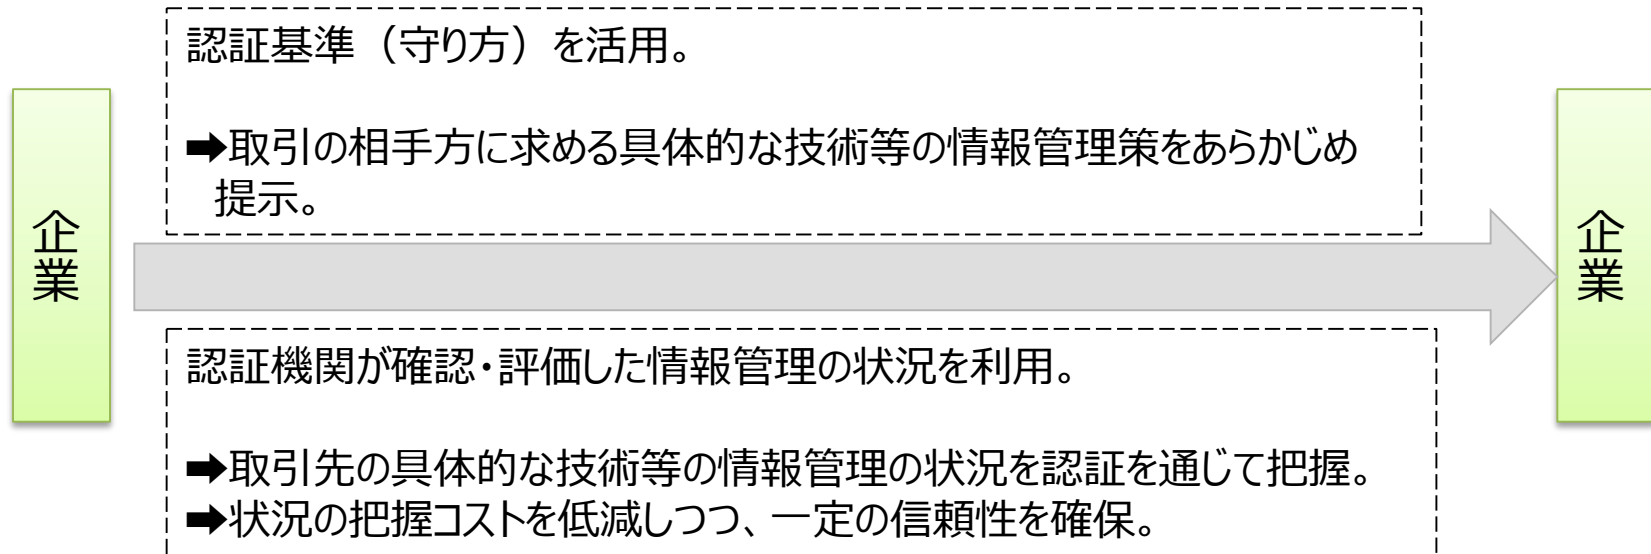 認証基準（守り方）を活用。
➡取引の相手方に求める具体的な技術等の情報管理策をあらかじめ
提示。
企業
企業
認証機関が確認・評価した情報管理の状況を利用。
➡取引先の具体的な技術等の情報管理の状況を認証を通じて把握。
➡状況の把握コストを低減しつつ、一定の信頼性を確保。